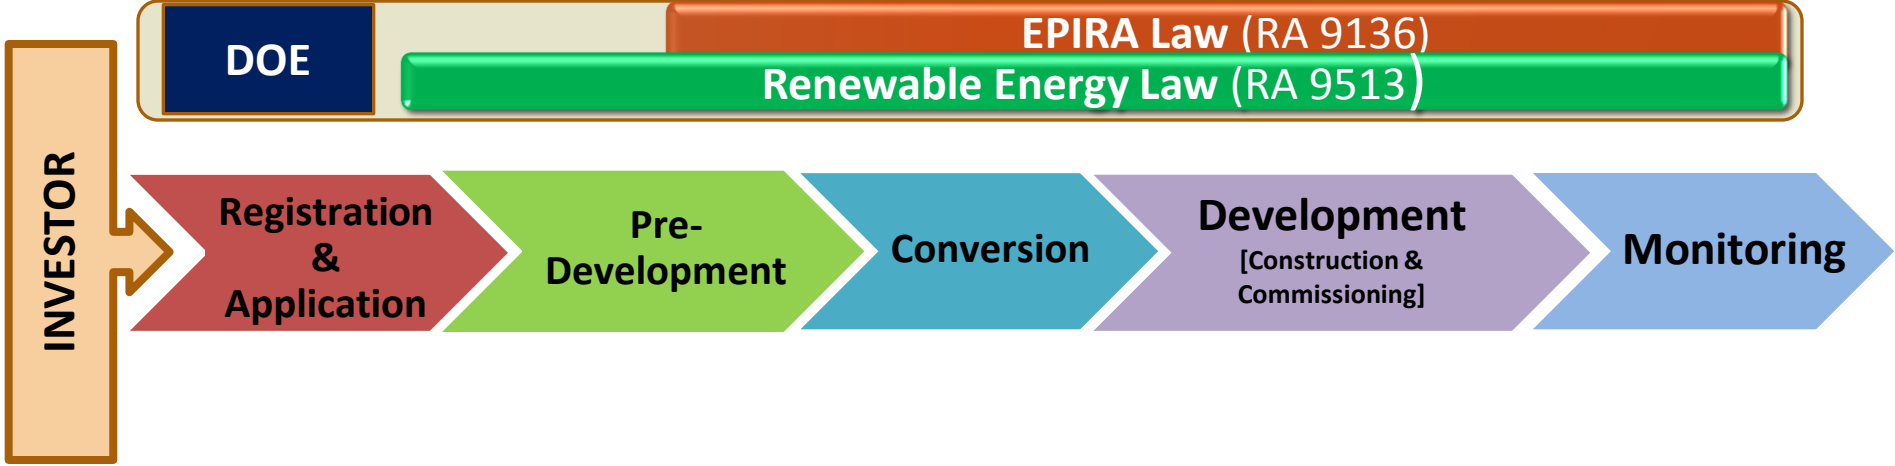 DOE
EPIRA Law (RA 9136)
Renewable Energy Law (RA 9513)
INVESTOR
Registration
&
Application
Pre-
Development
Conversion
Development
[Construction &
Commissioning]
Monitoring